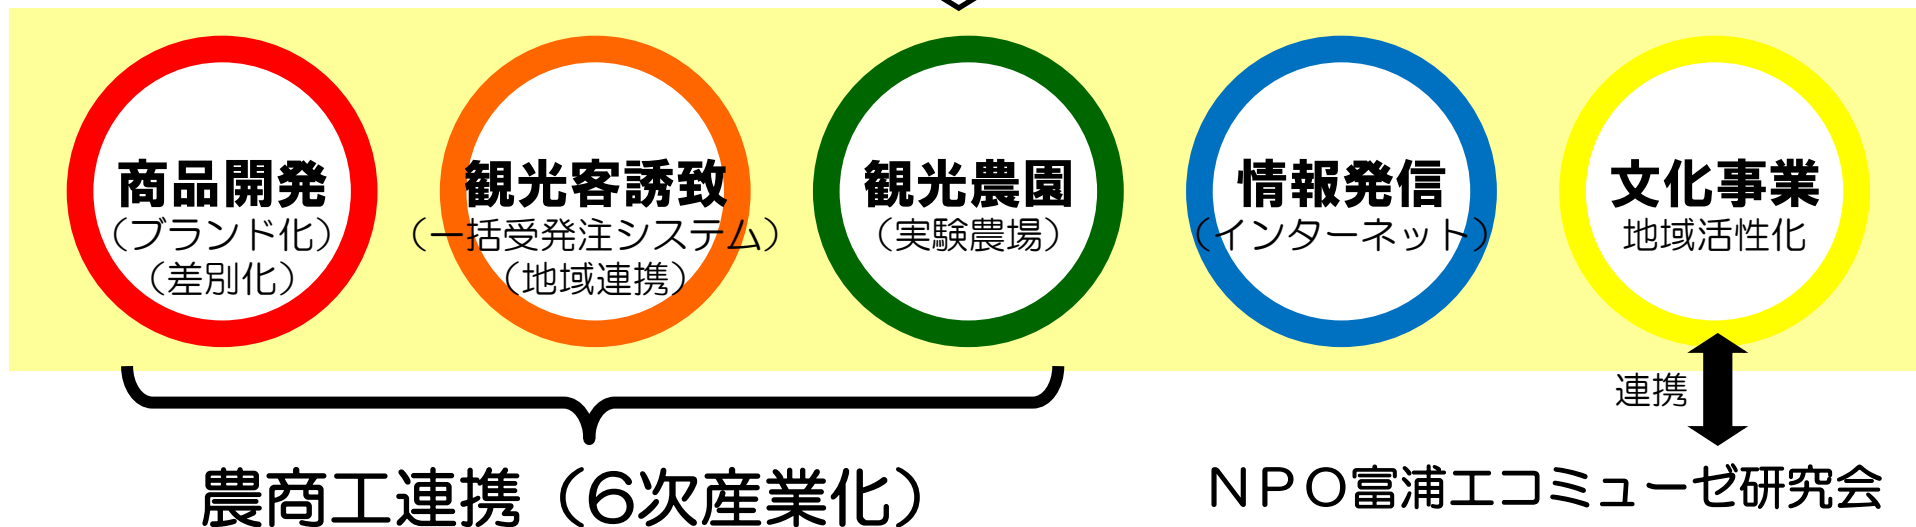 商品開発
（ブランド化）
（差別化）
観光客誘致
（一括受発注システム）
（地域連携）
観光農園
（実験農場）
情報発信
（インターネット）
文化事業
地域活性化
連携
農商工連携（６次産業化）
ＮＰＯ富浦エコミューゼ研究会